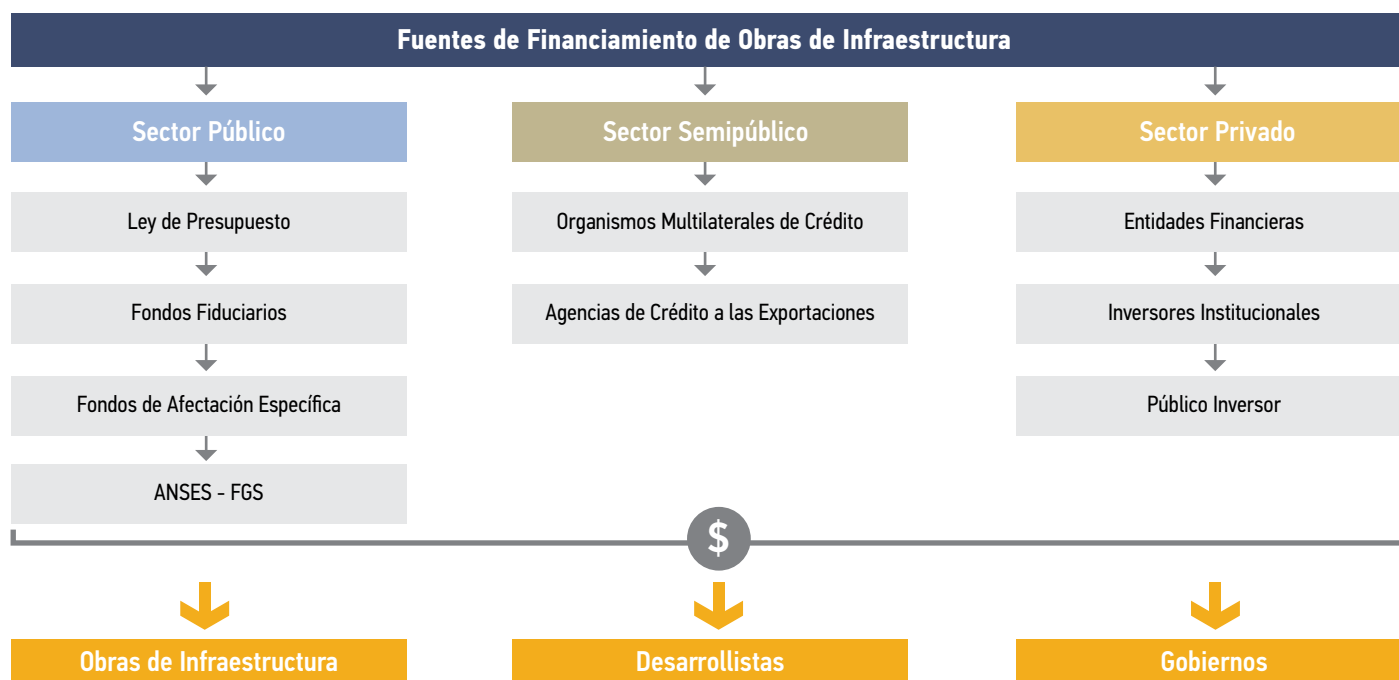 Fuentes de Financiamiento de Obras de Infraestructura
Sector Público
Ley de Presupuesto
Fondos Fiduciarios
Fondos de Afectación Específica
ANSES - FGS
Sector Semipúblico
Organismos Multilaterales de Crédito
Agencias de Crédito a las Exportaciones
Sector Privado
Entidades Financieras
Inversores Institucionales
Público Inversor
$
Obras de Infraestructura
Desarrollistas
Gobiernos